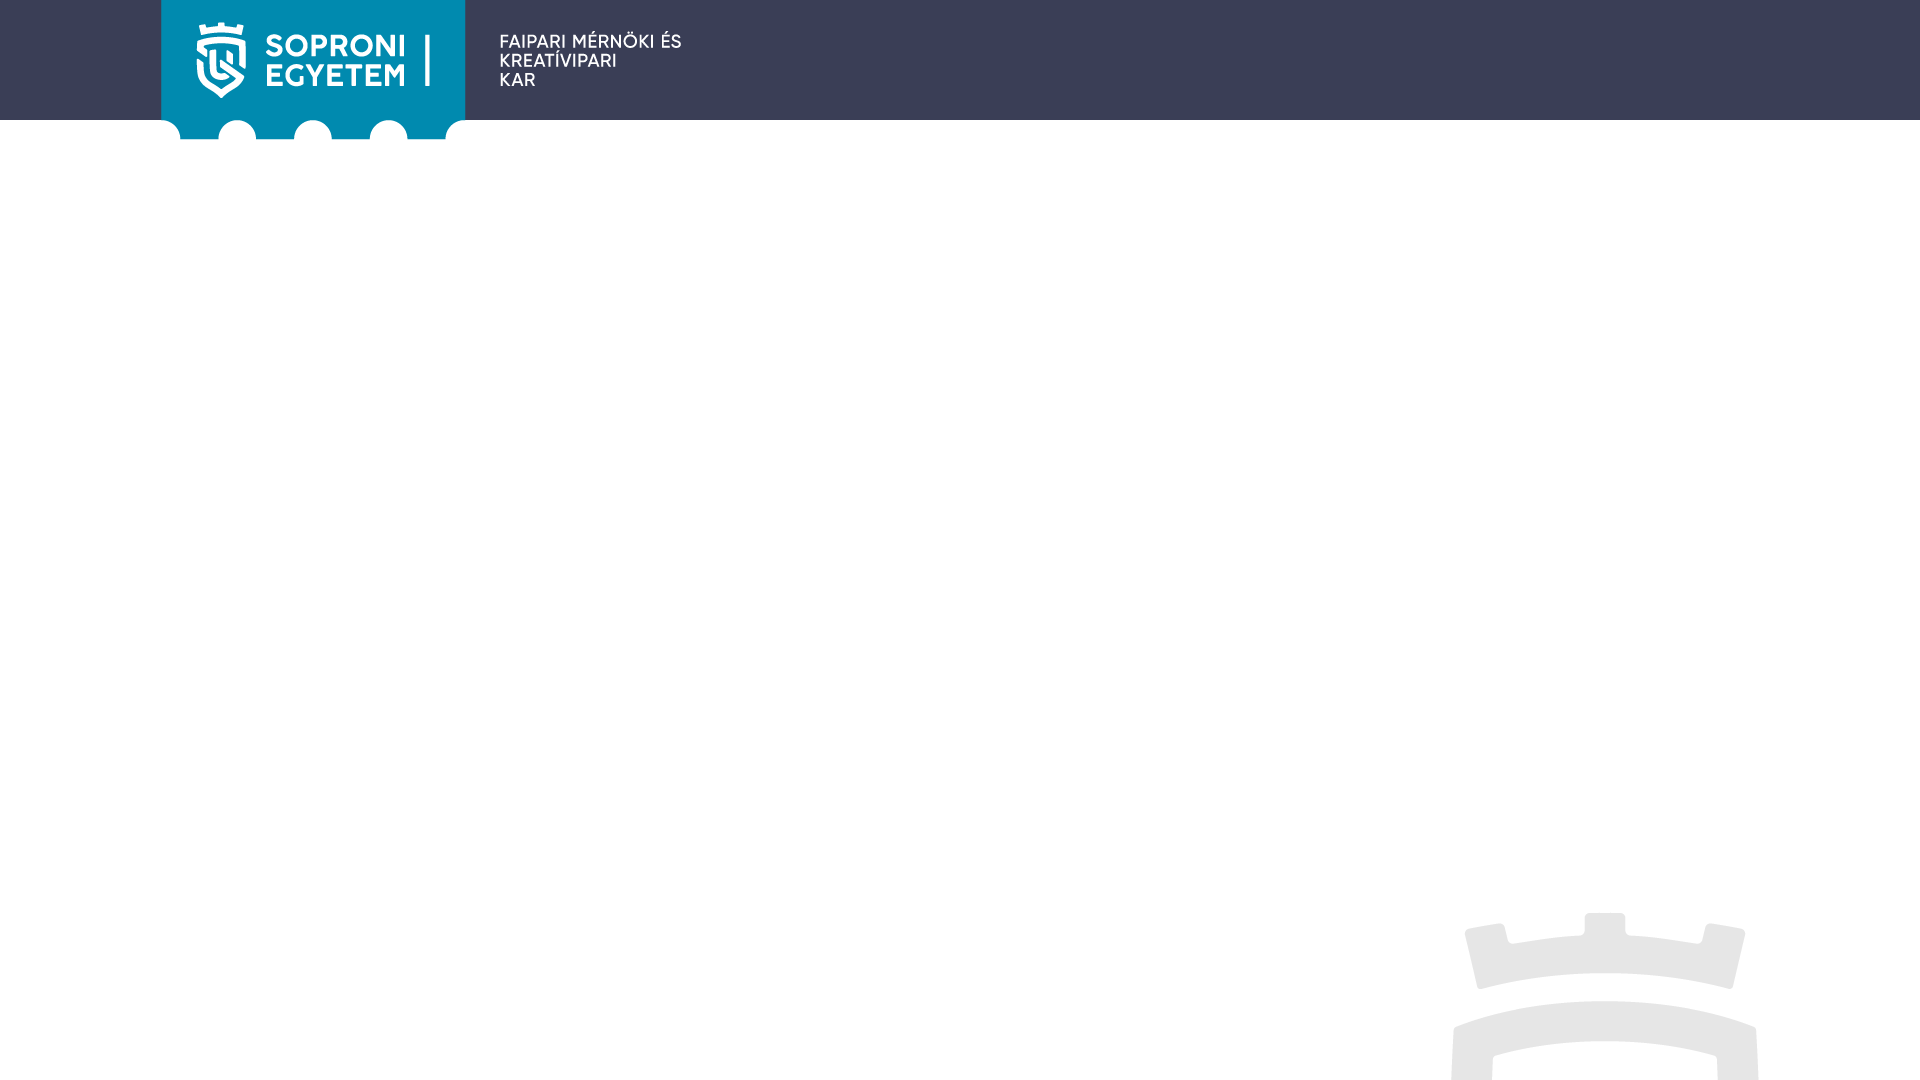 SOPRONI
EGYETEM
FAIPARI MÉRNÖKI ÉS
KREATÍVIPARI
KAR